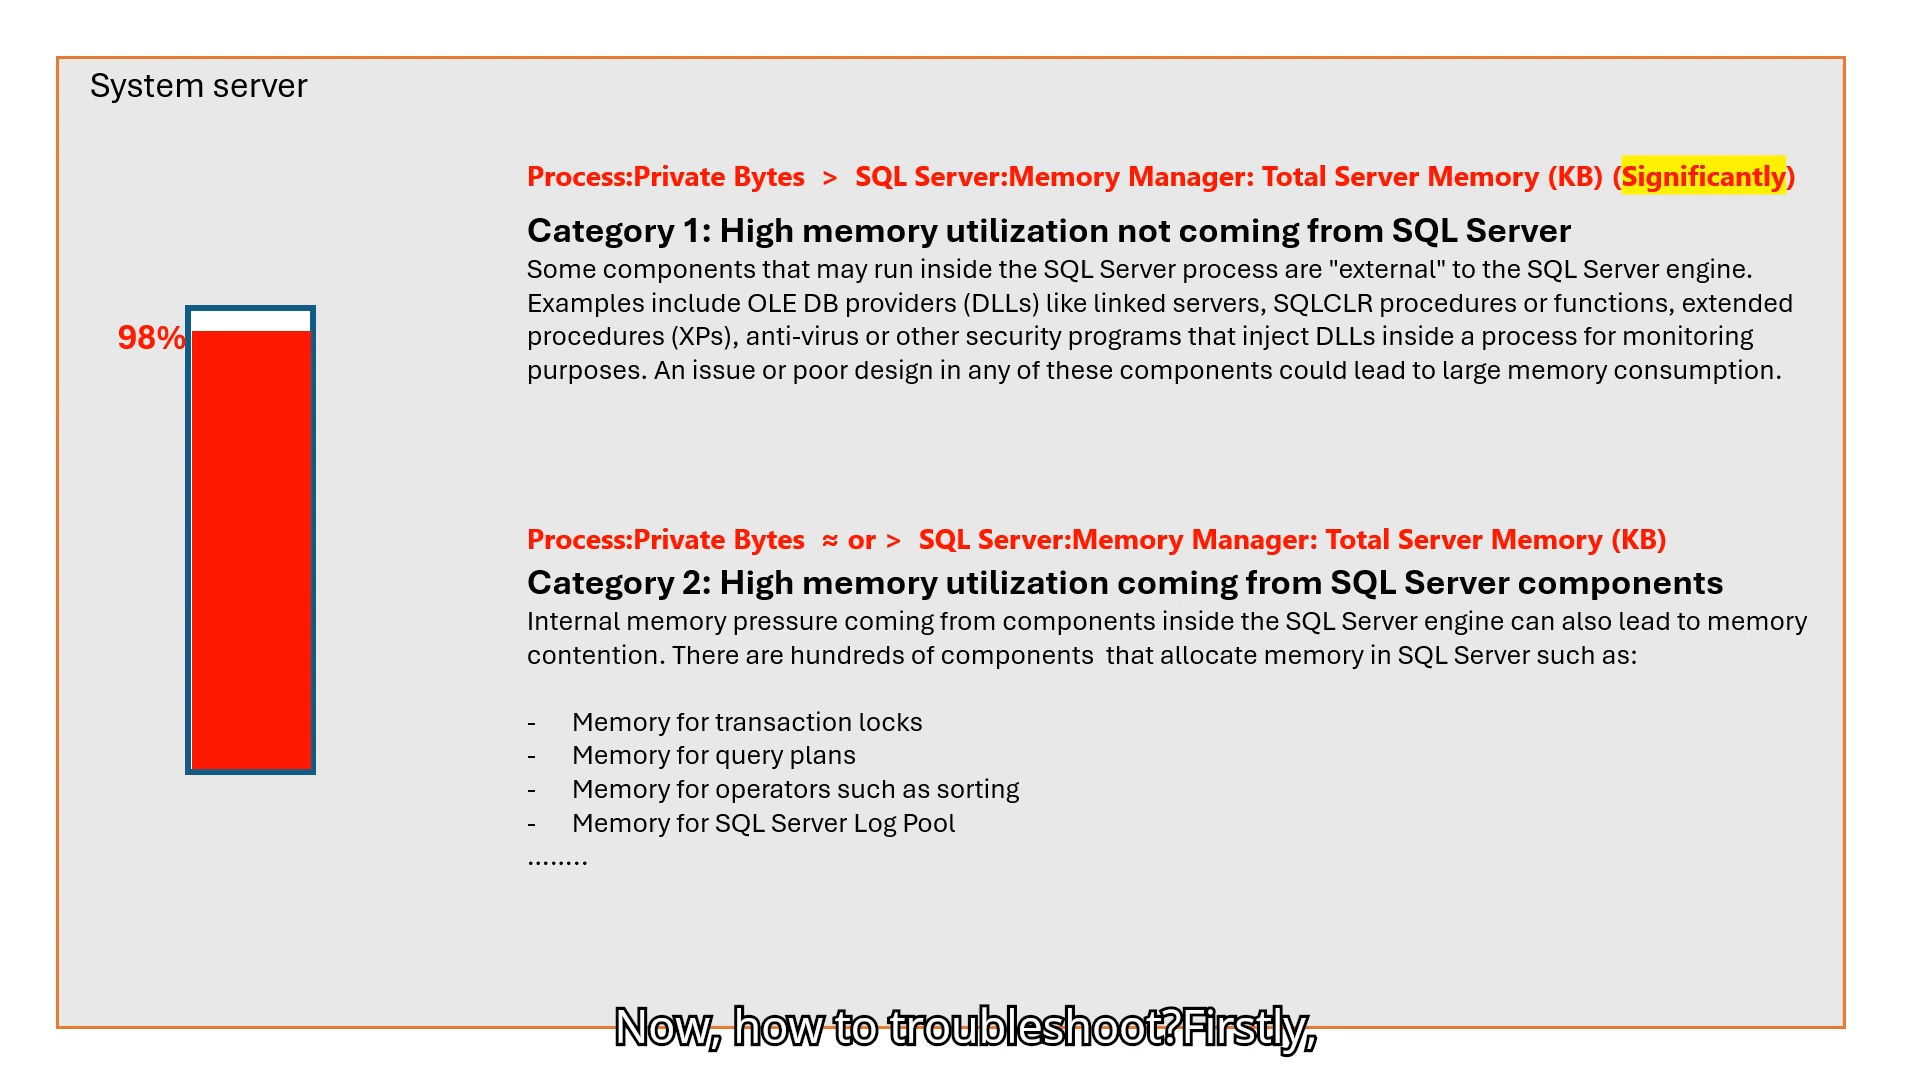 System server
Process:Private Bytes  >  SQL Server:Memory Manager: Total Server Memory (KB) (Significantly)
Category 1: High memory utilization not coming from SQL Server
Some components that may run inside the SQL Server process are "external" to the SQL Server engine.
Examples include OLE DB providers (DLLs) like linked servers, SQLCLR procedures or functions, extended
procedures (XPs), anti-virus or other security programs that inject DLLs inside a process for monitoring
purposes. An issue or poor design in any of these components could lead to large memory consumption.
98%
Process:Private Bytes  ≈ or >  SQL Server:Memory Manager: Total Server Memory (KB)
Category 2: High memory utilization coming from SQL Server components
Internal memory pressure coming from components inside the SQL Server engine can also lead to memory
contention. There are hundreds of components  that allocate memory in SQL Server such as:
- Memory for transaction locks
- Memory for query plans
- Memory for operators such as sorting
- Memory for SQL Server Log Pool
........
Now, how to troubleshoot?Firstly,